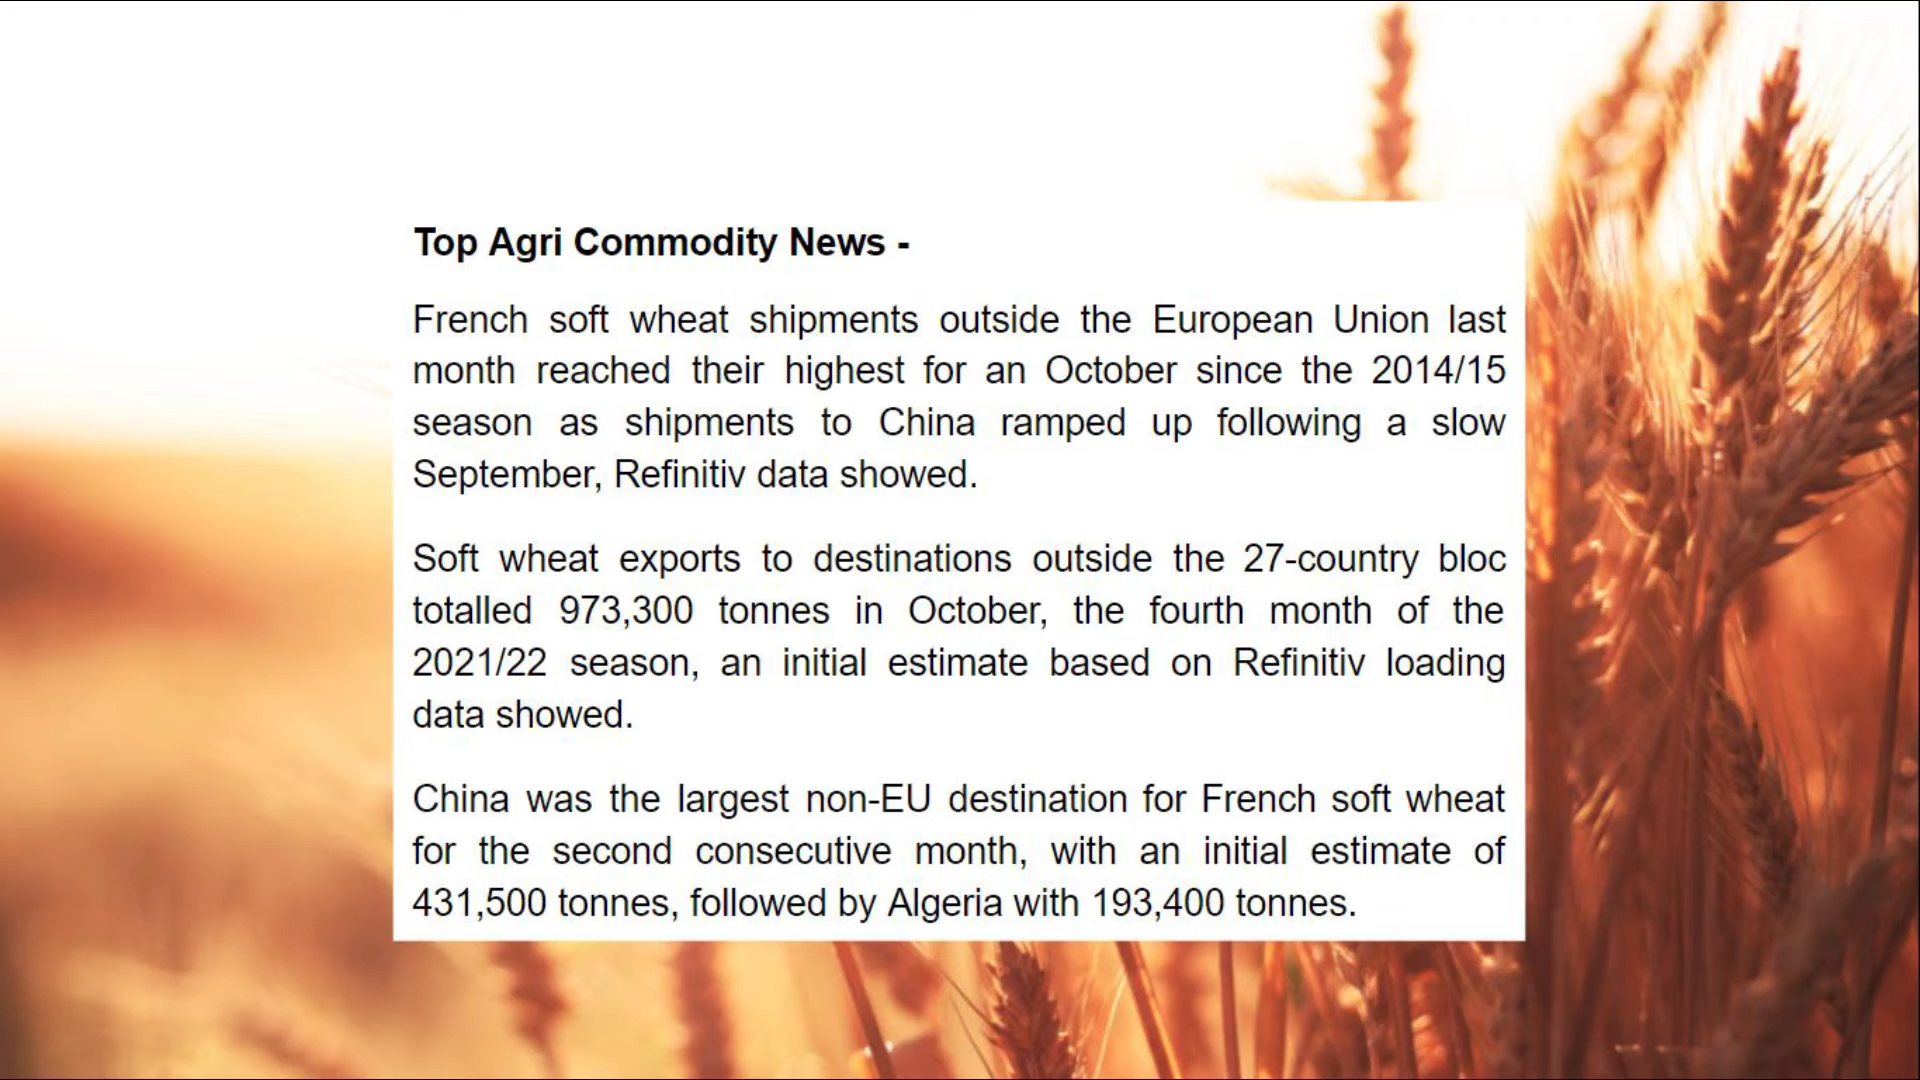 Top Agri Commodity News -
French soft wheat shipments outside the European Union last
month reached their highest for an October since the 2014/15
season as shipments to China ramped up following a slow
September, Refinitiv data showed.
Soft wheat exports to destinations outside the 27-country bloc
totalled 973,300 tonnes in October, the fourth month of the
2021/22 season, an initial estimate based on Refinitiv loading
data showed.
China was the largest non-EU destination for French soft wheat
for the second consecutive month, with an initial estimate of
431,500 tonnes, followed by Algeria with 193,400 tonnes.